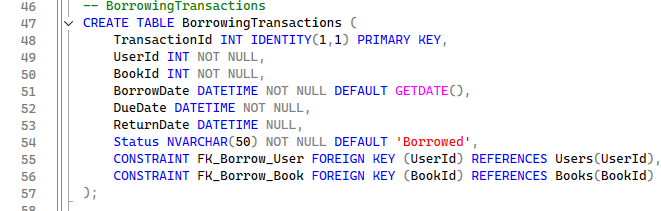 46 -- BorrowingTransactions
47 CREATE TABLE BorrowingTransactions (
48 TransactionId INT IDENTITY(1,1) PRIMARY KEY,
49 UserId INT NOT NULL,
50 BookId INT NOT NULL,
51 BorrowDate DATETIME NOT NULL DEFAULT GETDATE(),
52 DueDate DATETIME NOT NULL,
53 ReturnDate DATETIME NULL,
54 Status NVARCHAR(50) NOT NULL DEFAULT 'Borrowed',
55 CONSTRAINT FK_Borrow_User FOREIGN KEY (UserId) REFERENCES Users(UserId),
56 CONSTRAINT FK_Borrow_Book FOREIGN KEY (BookId) REFERENCES Books(BookId)
57 );
58